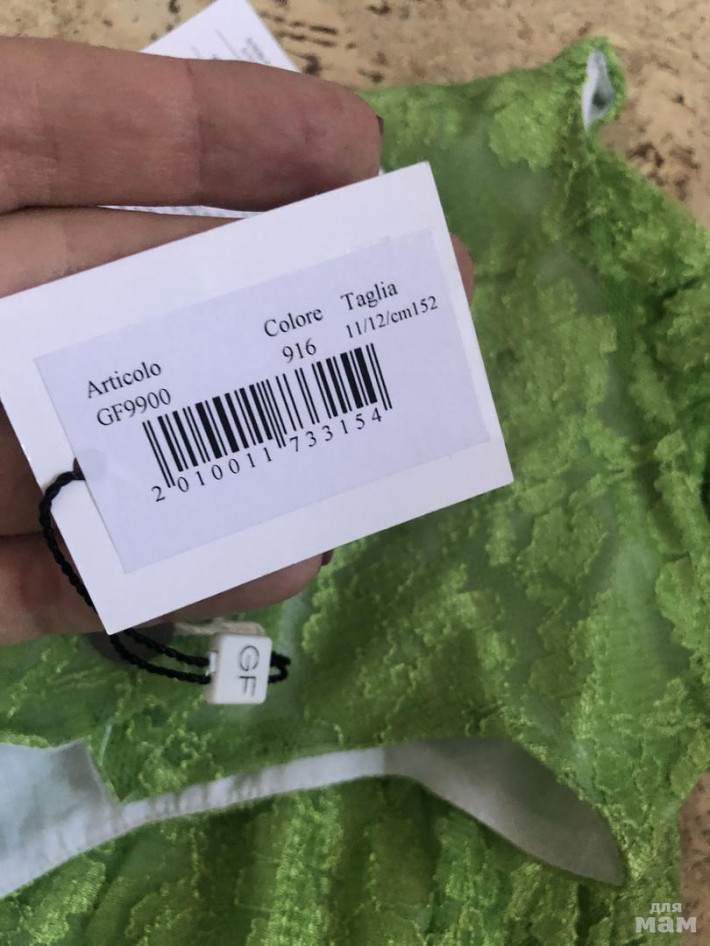 Articolo Colore Taglia
GF9900 916 11/12/cm152
2 010011 733154
GF
для
мам